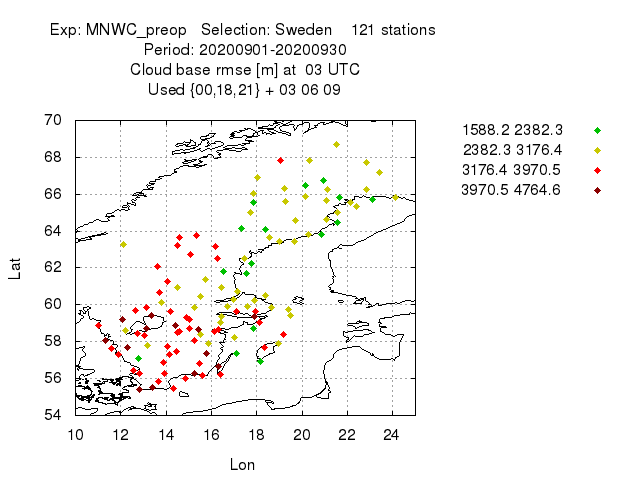 Exp: MNWC_preop   Selection: Sweden    121 stations
Period: 20200901-20200930
Cloud base rmse [m] at  03 UTC
Used {00,18,21} + 03 06 09
1588.2 2382.3
2382.3 3176.4
3176.4 3970.5
3970.5 4764.6
70
68
66
64
62
60
58
56
54
Lat
10 12 14 16 18 20 22 24
Lon